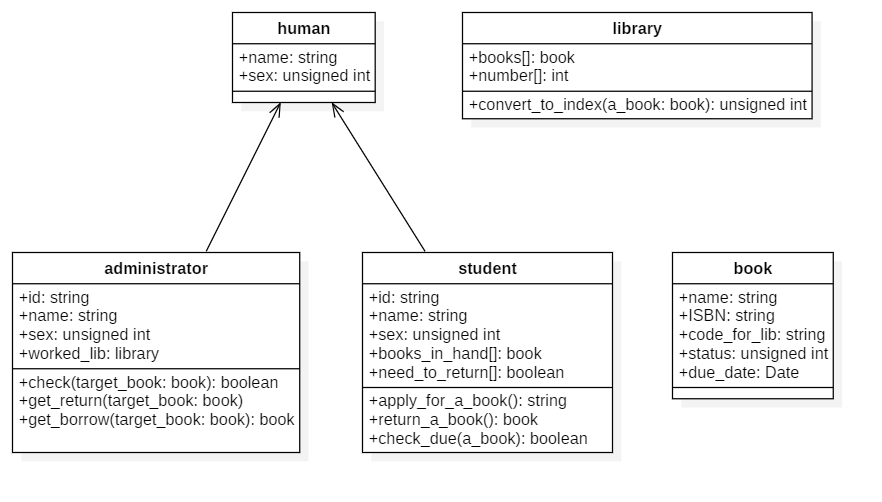 human
+name: string
+sex: unsigned int
library
+books[]: book
+number[]: int
+convert_to_index(a_book: book): unsigned int
administrator
+id: string
+name: string
+sex: unsigned int
+worked_lib: library
+check(target_book: book): boolean
+get_return(target_book: book)
+get_borrow(target_book: book): book
student
+id: string
+name: string
+sex: unsigned int
+books_in_hand[]: book
+need_to_return[]: boolean
+apply_for_a_book(): string
+return_a_book(): book
+check_due(a_book): boolean
book
+name: string
+ISBN: string
+code_for_lib: string
+status: unsigned int
+due_date: Date